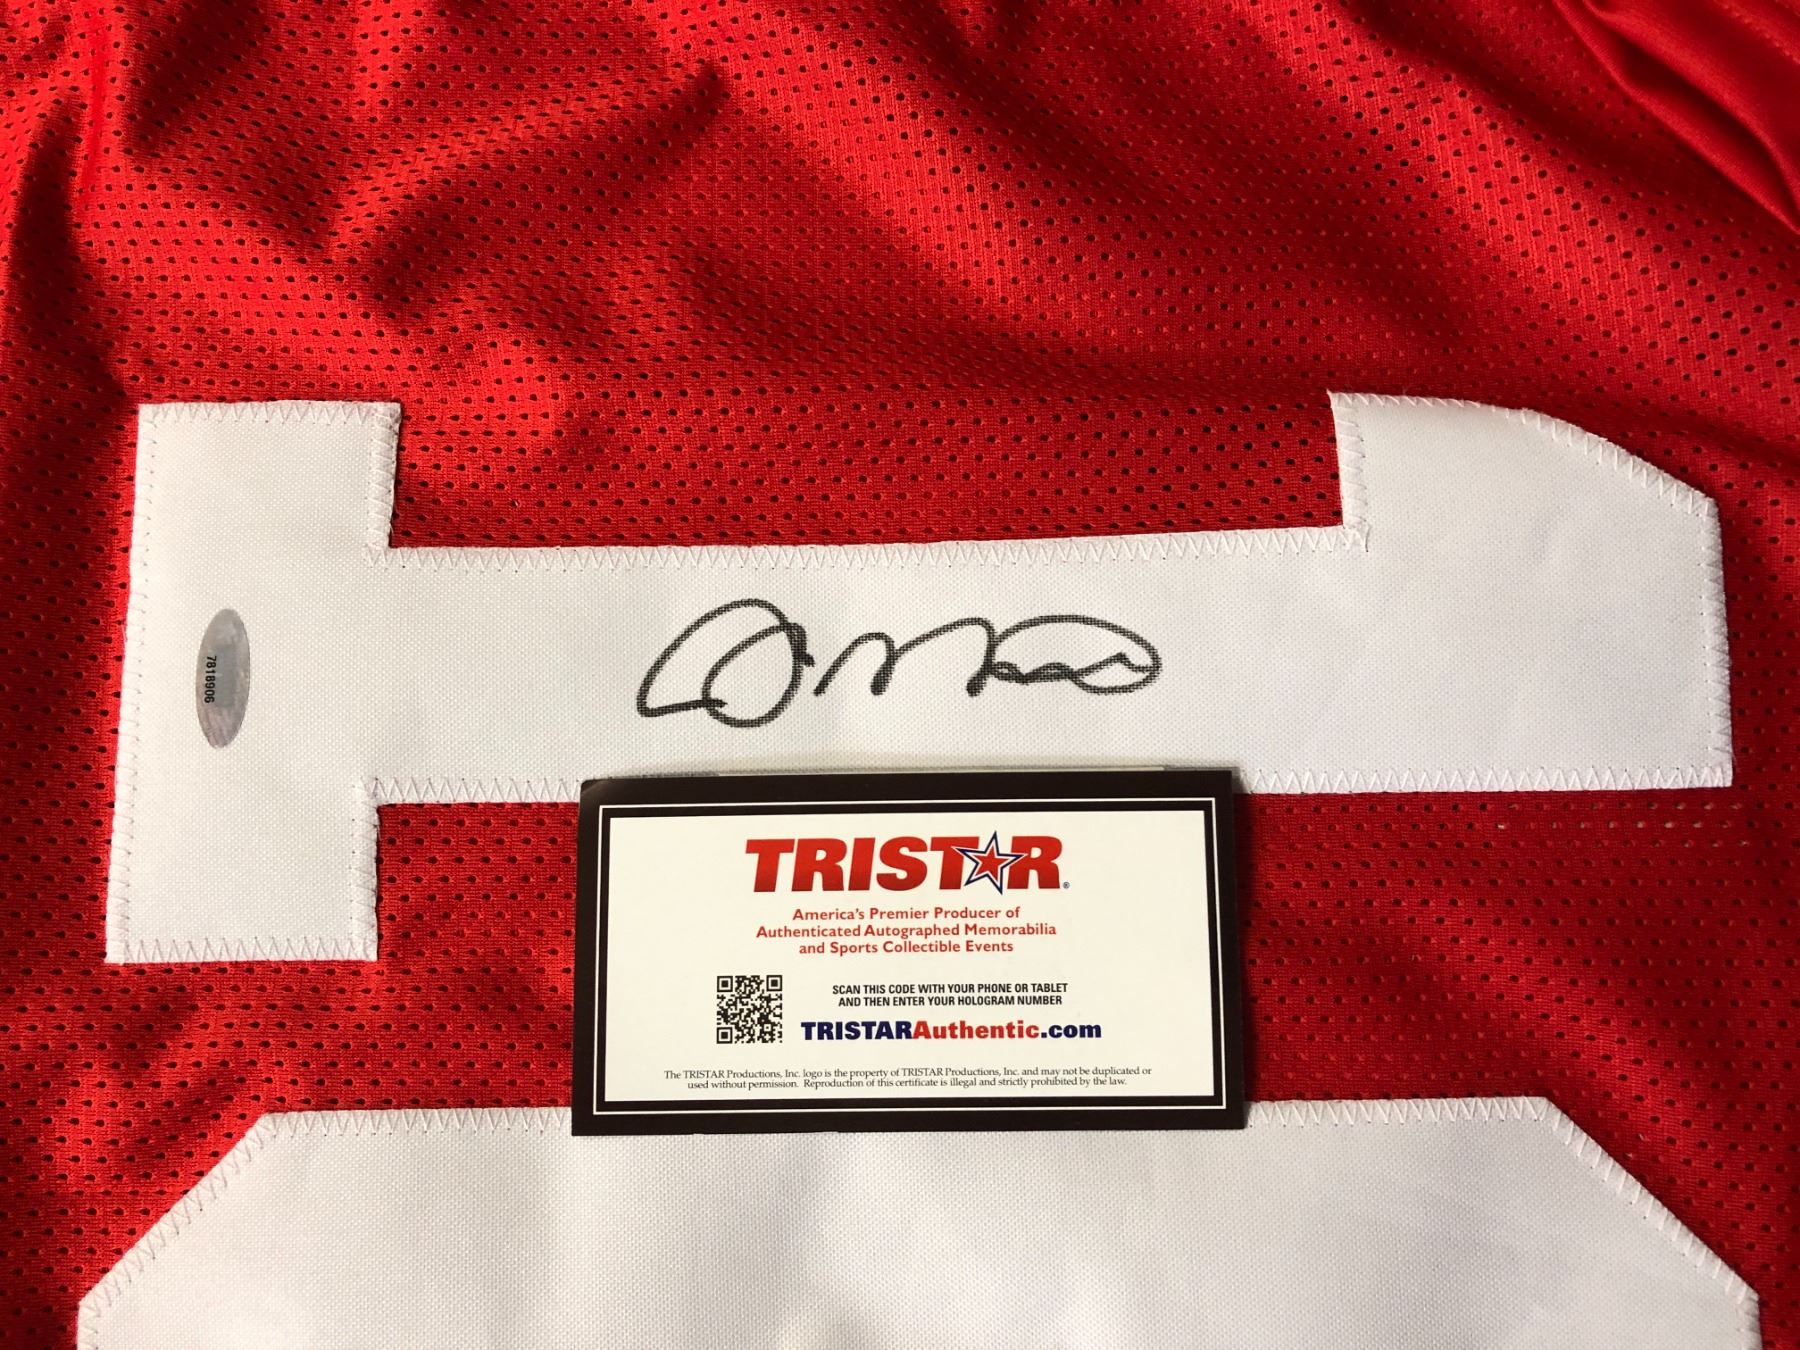 7818906
TRISTAR®
America's Premier Producer of
Authenticated Autographed Memorabilia
and Sports Collectible Events
SCAN THIS CODE WITH YOUR PHONE OR TABLET
AND THEN ENTER YOUR HOLOGRAM NUMBER
TRISTARAuthentic.com
The TRISTAR Productions, Inc. logo is the property of TRISTAR Productions, Inc. and may not be duplicated or
used without permission. Reproduction of this certificate is illegal and strictly prohibited by the law.